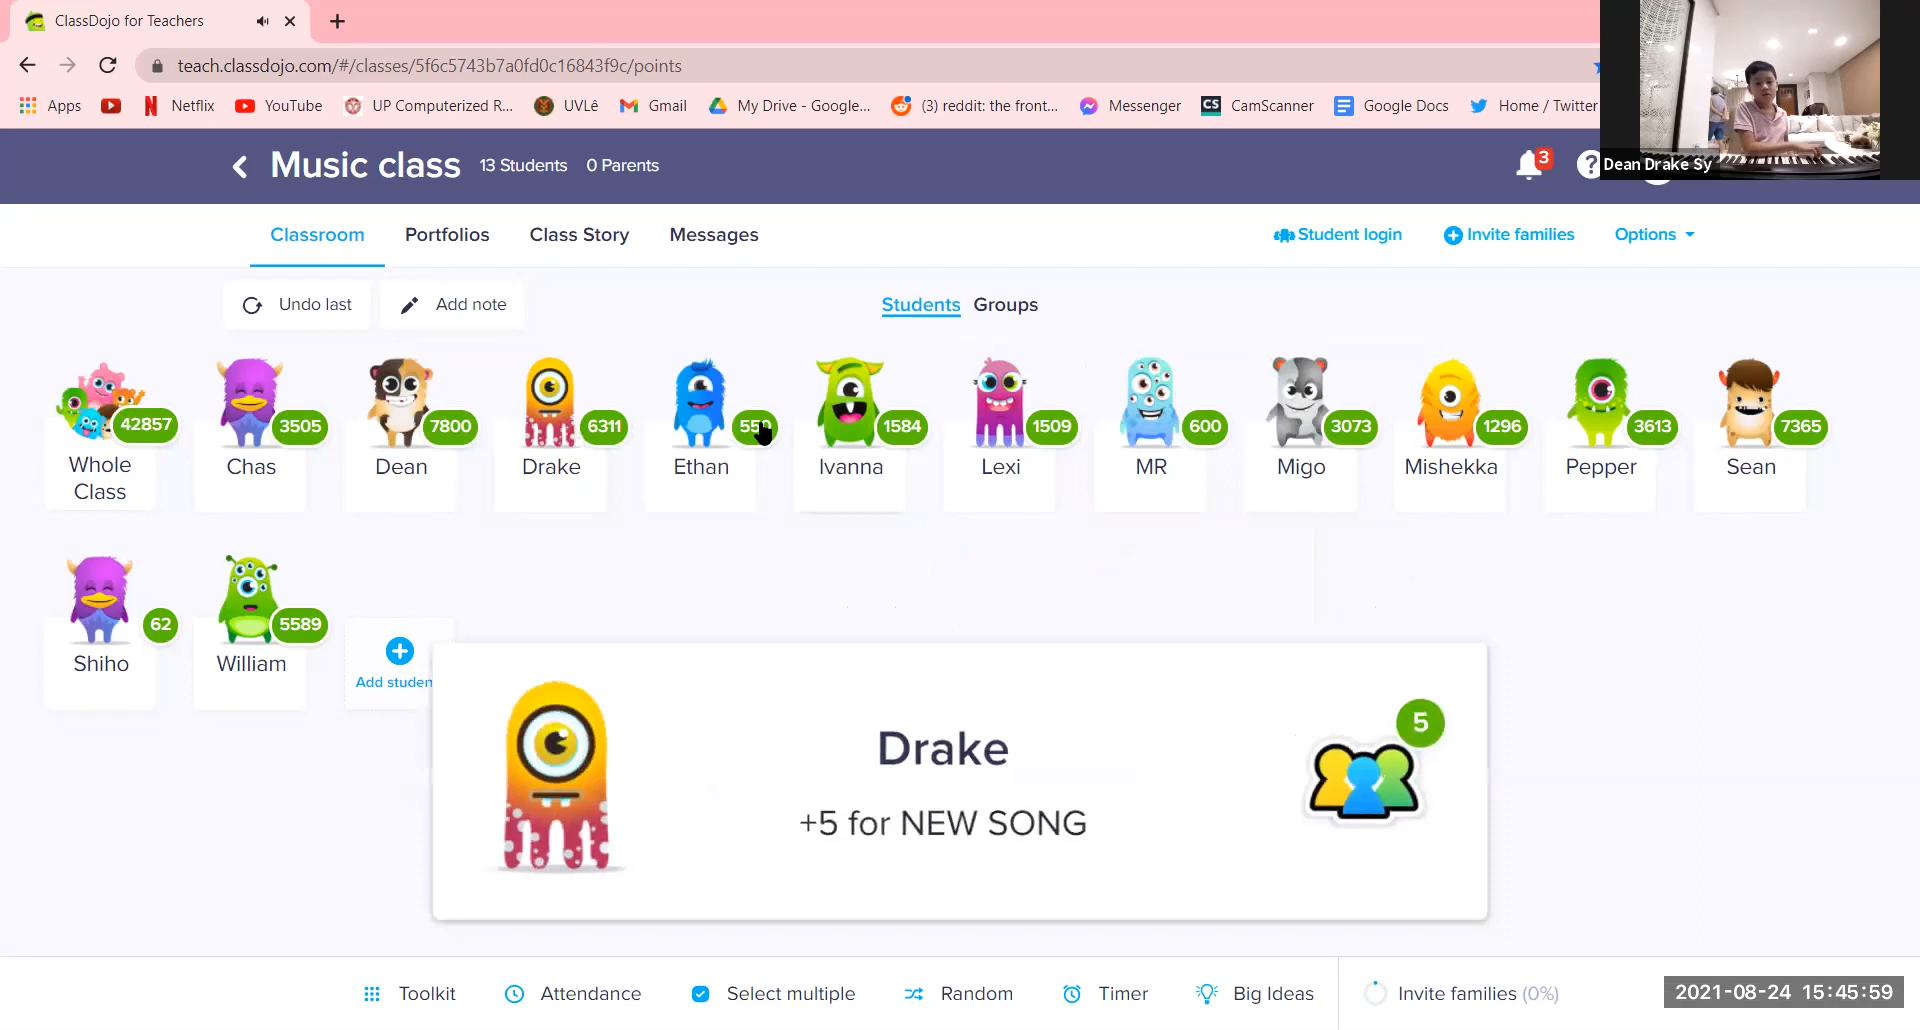 ClassDojo for Teachers
teach.classdojo.com/#/classes/5f6c5743b7a0fd0c16843f9c/points
Apps Netflix YouTube UP Computerized R... UVLê Gmail My Drive - Google... (3) reddit: the front... Messenger CS CamScanner Google Docs Home / Twitter
Dean Drake Sy
Music class 13 Students 0 Parents 3 ?
Classroom Portfolios Class Story Messages Student login Invite families Options
Undo last Add note Students Groups
42857 3505 7800 6311 1584 1509 600 3073 1296 3613 7365
Whole Class Chas Dean Drake Ethan Ivanna Lexi MR Migo Mishekka Pepper Sean
62 5589
Shiho William
Add studen
5
Drake
+5 for NEW SONG
Toolkit Attendance Select multiple Random Timer Big Ideas Invite families (0%)
2021-08-24 15:45:59